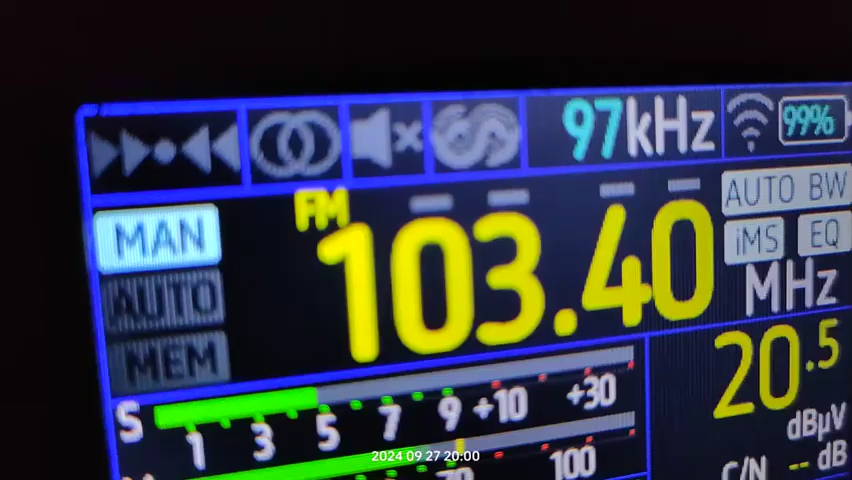 97kHz 99%
FM AUTO BW
MAN 103.40 iMS EQ
AUTO MHz
MEM 20.5
S 1 3 5 7 9 +10 +30 dBµV
100 C/N -- dB
2024 09 27 20:00